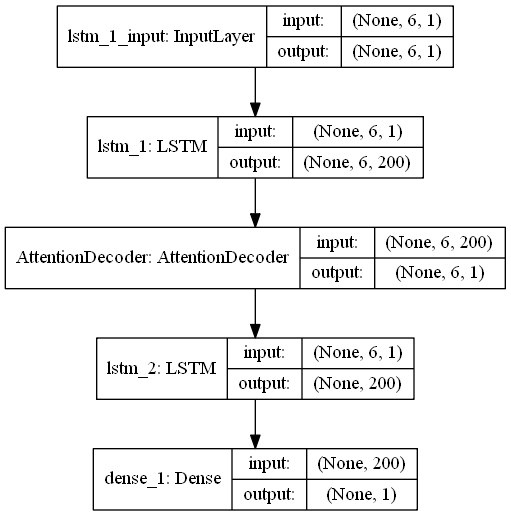 lstm_1_input: InputLayer
input: (None, 6, 1)
output: (None, 6, 1)
lstm_1: LSTM
input: (None, 6, 1)
output: (None, 6, 200)
AttentionDecoder: AttentionDecoder
input: (None, 6, 200)
output: (None, 6, 1)
lstm_2: LSTM
input: (None, 6, 1)
output: (None, 200)
dense_1: Dense
input: (None, 200)
output: (None, 1)